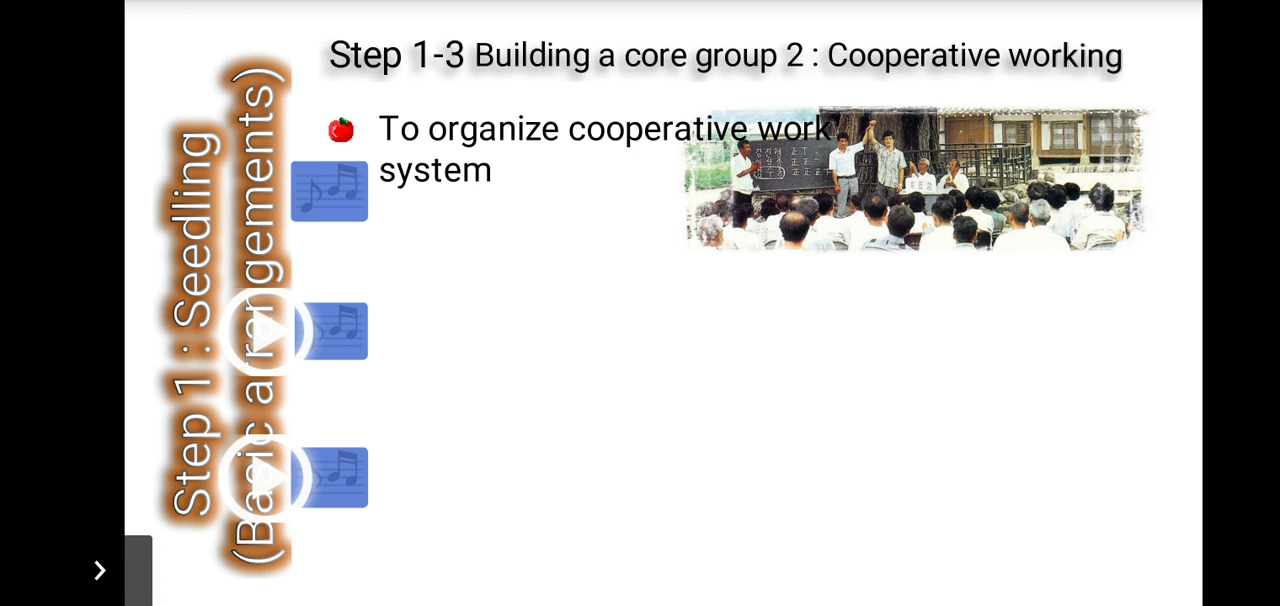 Step 1-3 Building a core group 2 : Cooperative working
To organize cooperative work
system
Step 1 : Seedling
(Basic arrangements)